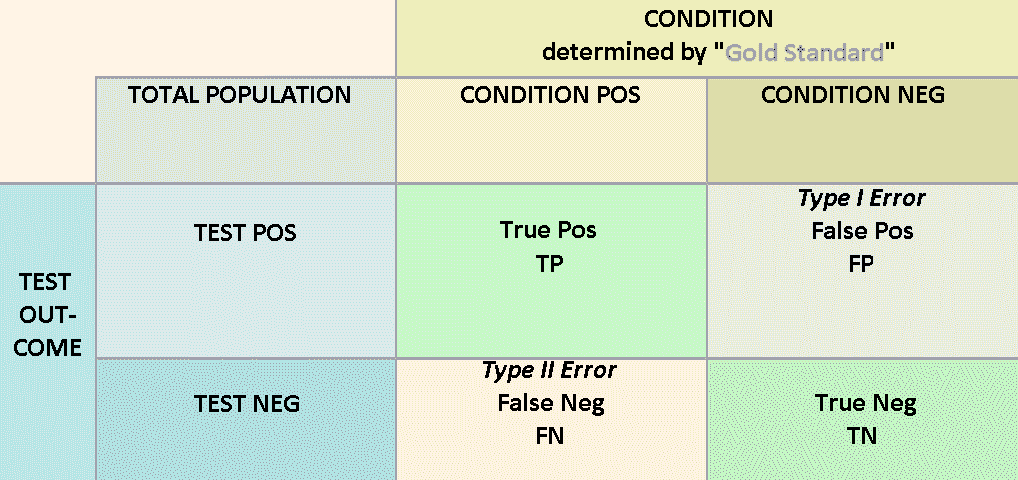 CONDITION
determined by "Gold Standard"
TOTAL POPULATION
CONDITION POS
CONDITION NEG
TEST
OUT-
COME
TEST POS
True Pos
TP
Type I Error
False Pos
FP
TEST NEG
Type II Error
False Neg
FN
True Neg
TN